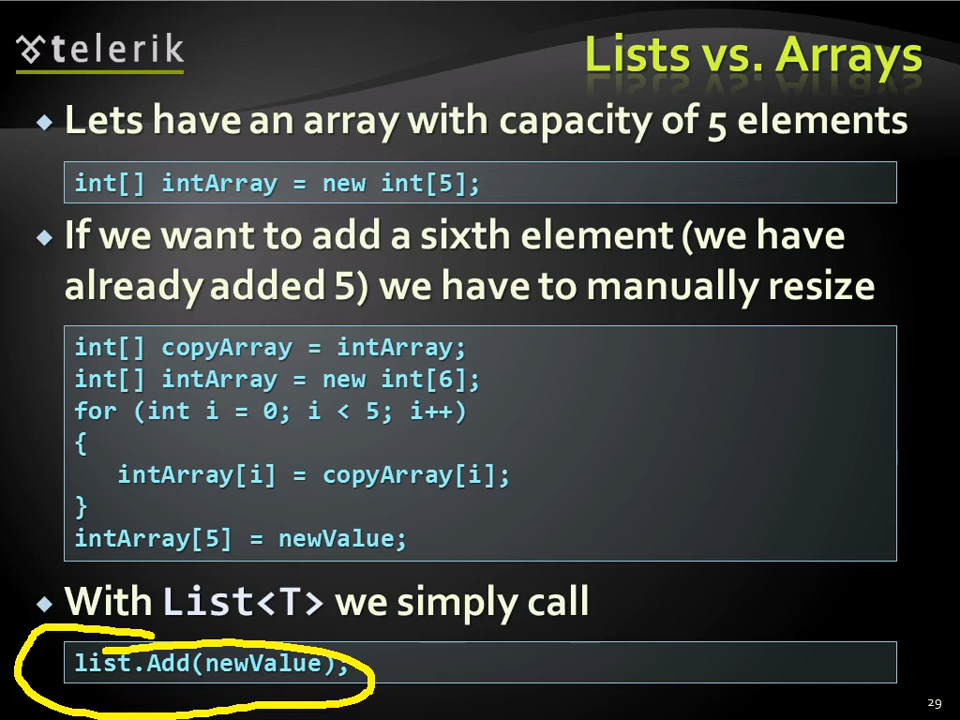 telerik
Lists vs. Arrays
Lets have an array with capacity of 5 elements
int[] intArray = new int[5];
If we want to add a sixth element (we have
already added 5) we have to manually resize
int[] copyArray = intArray;
int[] intArray = new int[6];
for (int i = 0; i < 5; i++)
{
   intArray[i] = copyArray[i];
}
intArray[5] = newValue;
With List<T> we simply call
list.Add(newValue);
29